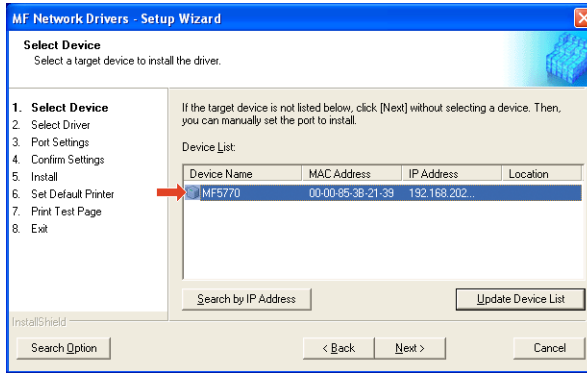 MF Network Drivers - Setup Wizard
Select Device
Select a target device to install the driver.
1. Select Device
2. Select Driver
3. Port Settings
4. Confirm Settings
5. Install
6. Set Default Printer
7. Print Test Page
8. Exit
If the target device is not listed below, click [Next] without selecting a device. Then,
you can manually set the port to install.
Device List:
Device Name MAC Address IP Address Location
MF5770 00-00-85-3B-21-39 192.168.202...
Search by IP Address Update Device List
InstallShield
Search Option < Back Next > Cancel